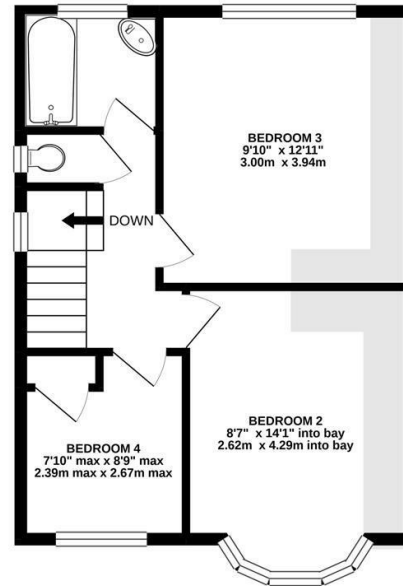 BEDROOM 3
9'10" x 12'11"
3.00m x 3.94m
DOWN
BEDROOM 2
8'7" x 14'1" into bay
2.62m x 4.29m into bay
BEDROOM 4
7'10" max x 8'9" max
2.39m max x 2.67m max